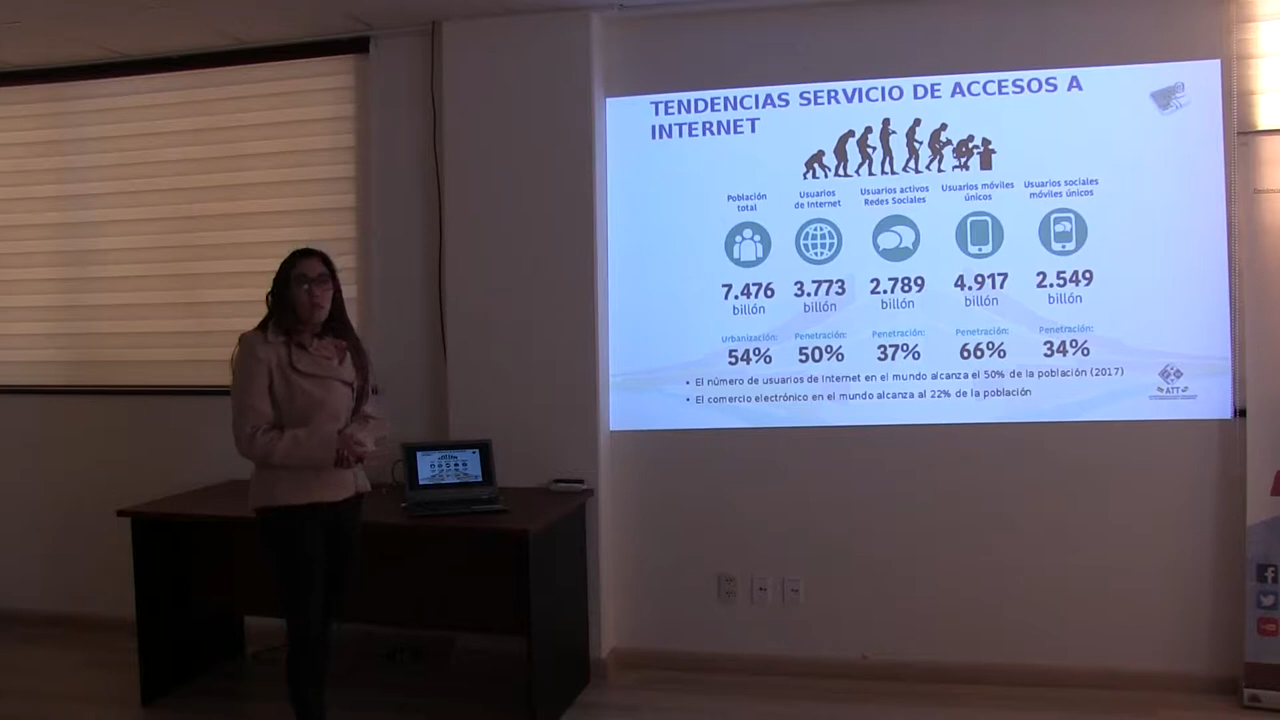 TENDENCIAS SERVICIO DE ACCESOS A
INTERNET
Población
total
Usuarios
de Internet
Usuarios activos
Redes Sociales
Usuarios móviles
únicos
Usuarios sociales
móviles únicos
7.476
billón
3.773
billón
2.789
billón
4.917
billón
2.549
billón
Urbanización:
54%
Penetración:
50%
Penetración:
37%
Penetración:
66%
Penetración:
34%
• El número de usuarios de Internet en el mundo alcanza el 50% de la población (2017)
• El comercio electrónico en el mundo alcanza al 22% de la población
ATT